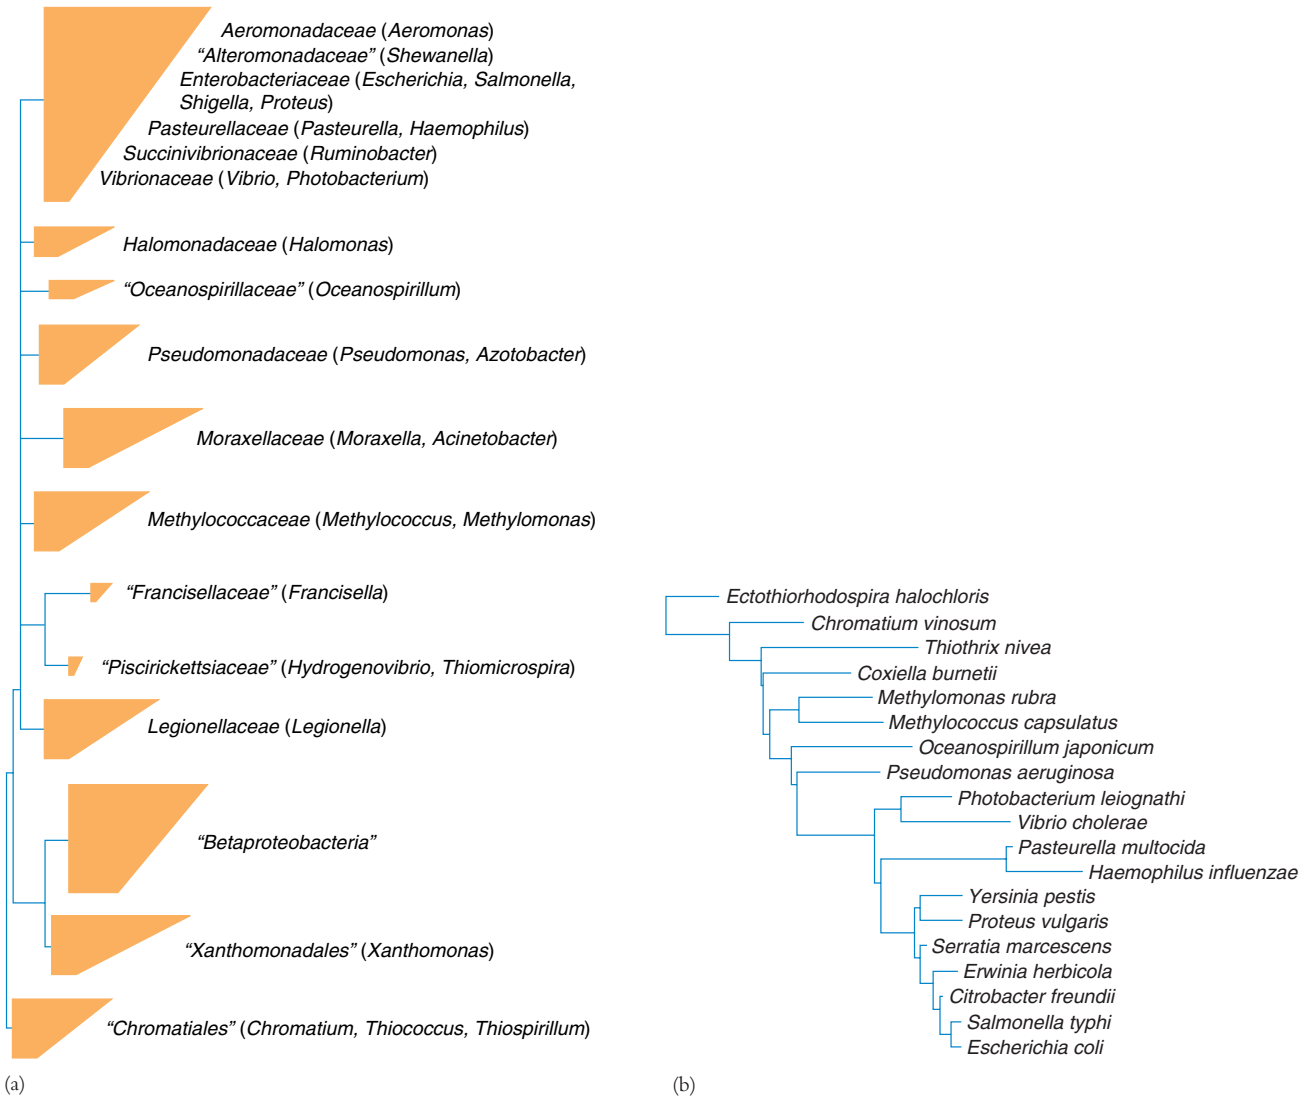 Aeromonadaceae (Aeromonas)
“Alteromonadaceae” (Shewanella)
Enterobacteriaceae (Escherichia, Salmonella,
Shigella, Proteus)
Pasteurellaceae (Pasteurella, Haemophilus)
Succinivibrionaceae (Ruminobacter)
Vibrionaceae (Vibrio, Photobacterium)
Halomonadaceae (Halomonas)
“Oceanospirillaceae” (Oceanospirillum)
Pseudomonadaceae (Pseudomonas, Azotobacter)
Moraxellaceae (Moraxella, Acinetobacter)
Methylococcaceae (Methylococcus, Methylomonas)
“Francisellaceae” (Francisella)
“Piscirickettsiaceae” (Hydrogenovibrio, Thiomicrospira)
Legionellaceae (Legionella)
“Betaproteobacteria”
“Xanthomonadales” (Xanthomonas)
“Chromatiales” (Chromatium, Thiococcus, Thiospirillum)
(a)
Ectothiorhodospira halochloris
Chromatium vinosum
Thiothrix nivea
Coxiella burnetii
Methylomonas rubra
Methylococcus capsulatus
Oceanospirillum japonicum
Pseudomonas aeruginosa
Photobacterium leiognathi
Vibrio cholerae
Pasteurella multocida
Haemophilus influenzae
Yersinia pestis
Proteus vulgaris
Serratia marcescens
Erwinia herbicola
Citrobacter freundii
Salmonella typhi
Escherichia coli
(b)